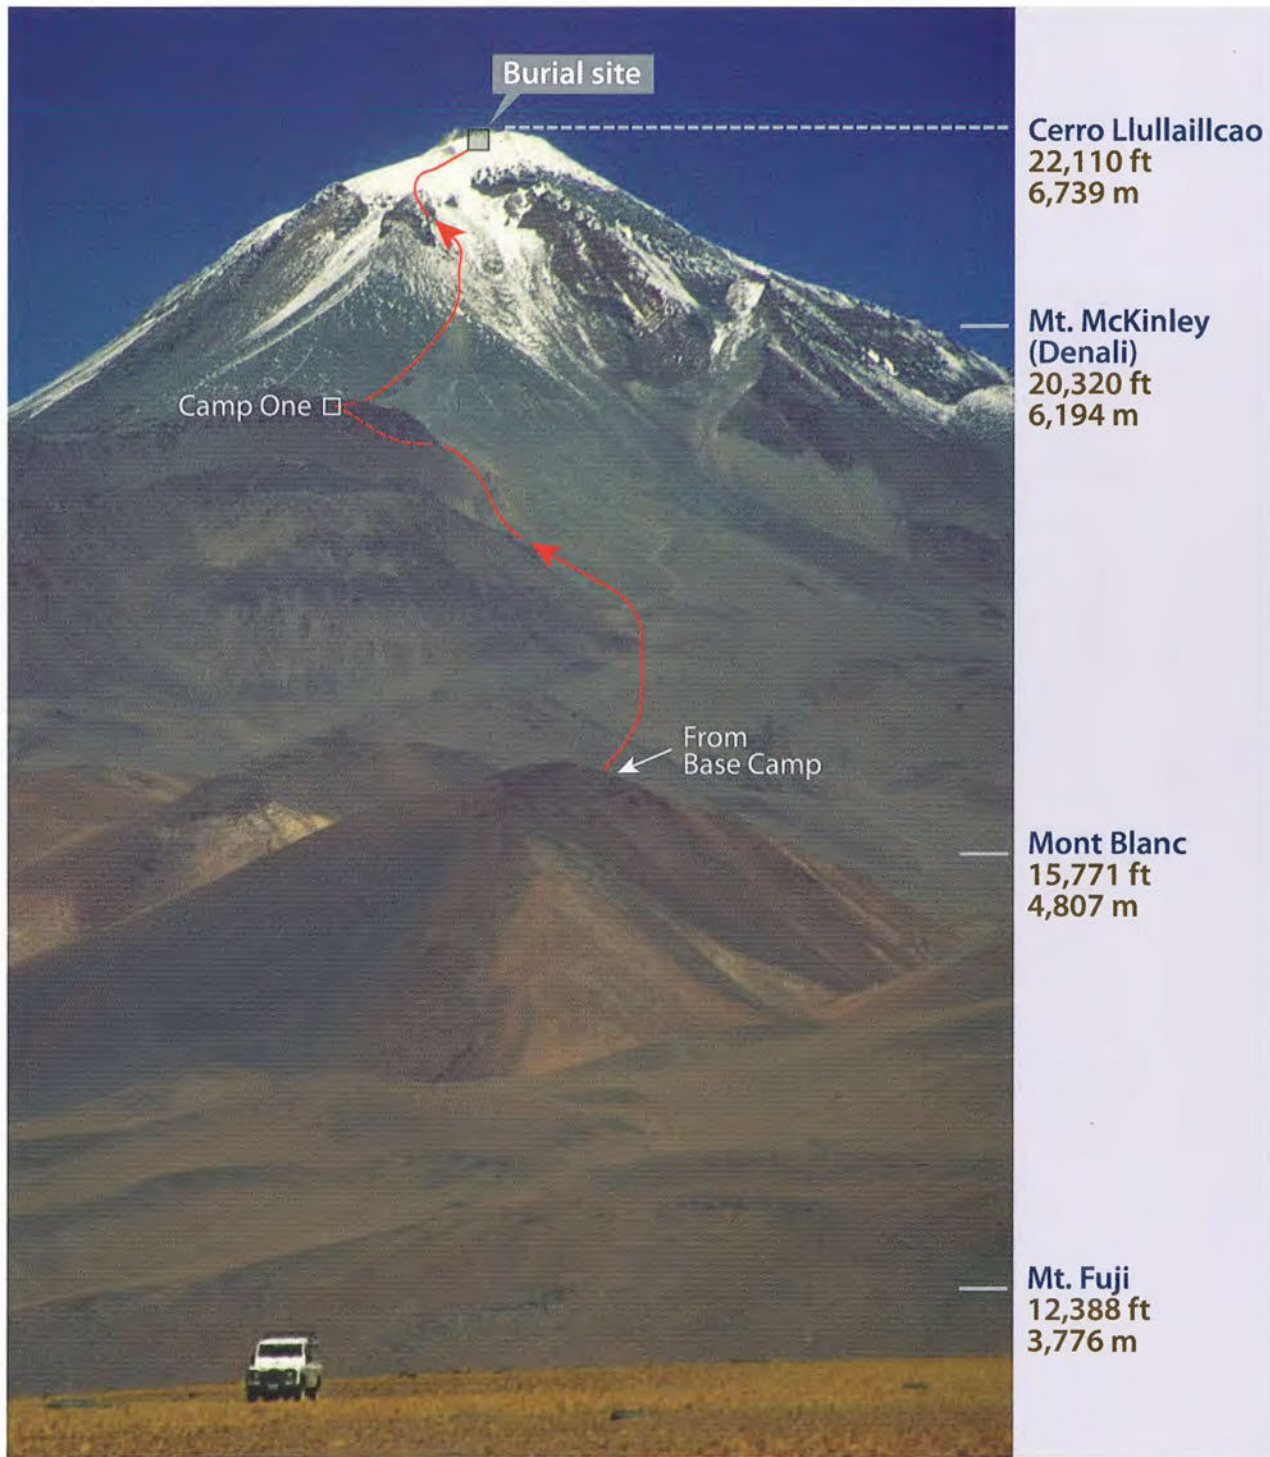 Burial site
Cerro Llullaillcao
22,110 ft
6,739 m
Mt. McKinley
(Denali)
20,320 ft
6,194 m
Camp One
From
Base Camp
Mont Blanc
15,771 ft
4,807 m
Mt. Fuji
12,388 ft
3,776 m